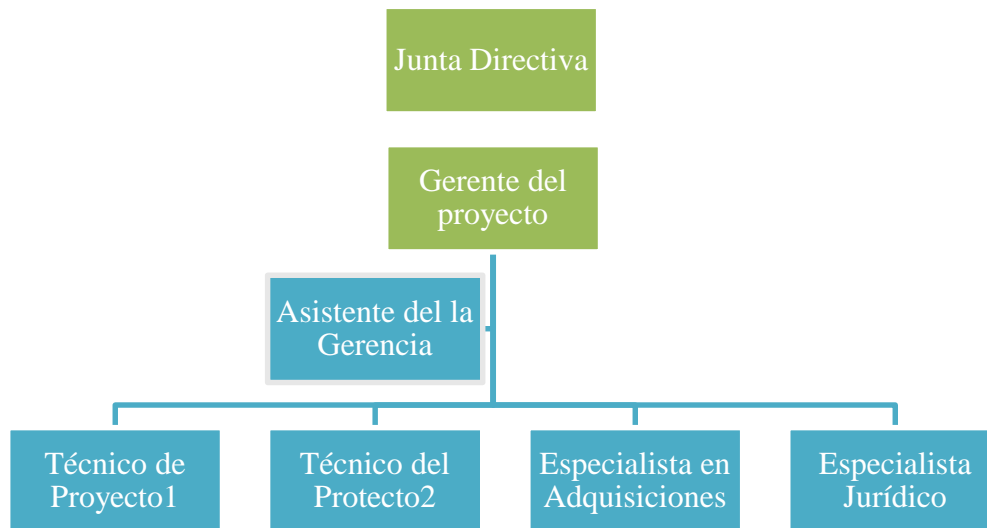 Junta Directiva
Gerente del
proyecto
Asistente del la
Gerencia
Técnico de
Proyecto1
Técnico del
Protecto2
Especialista en
Adquisiciones
Especialista
Jurídico